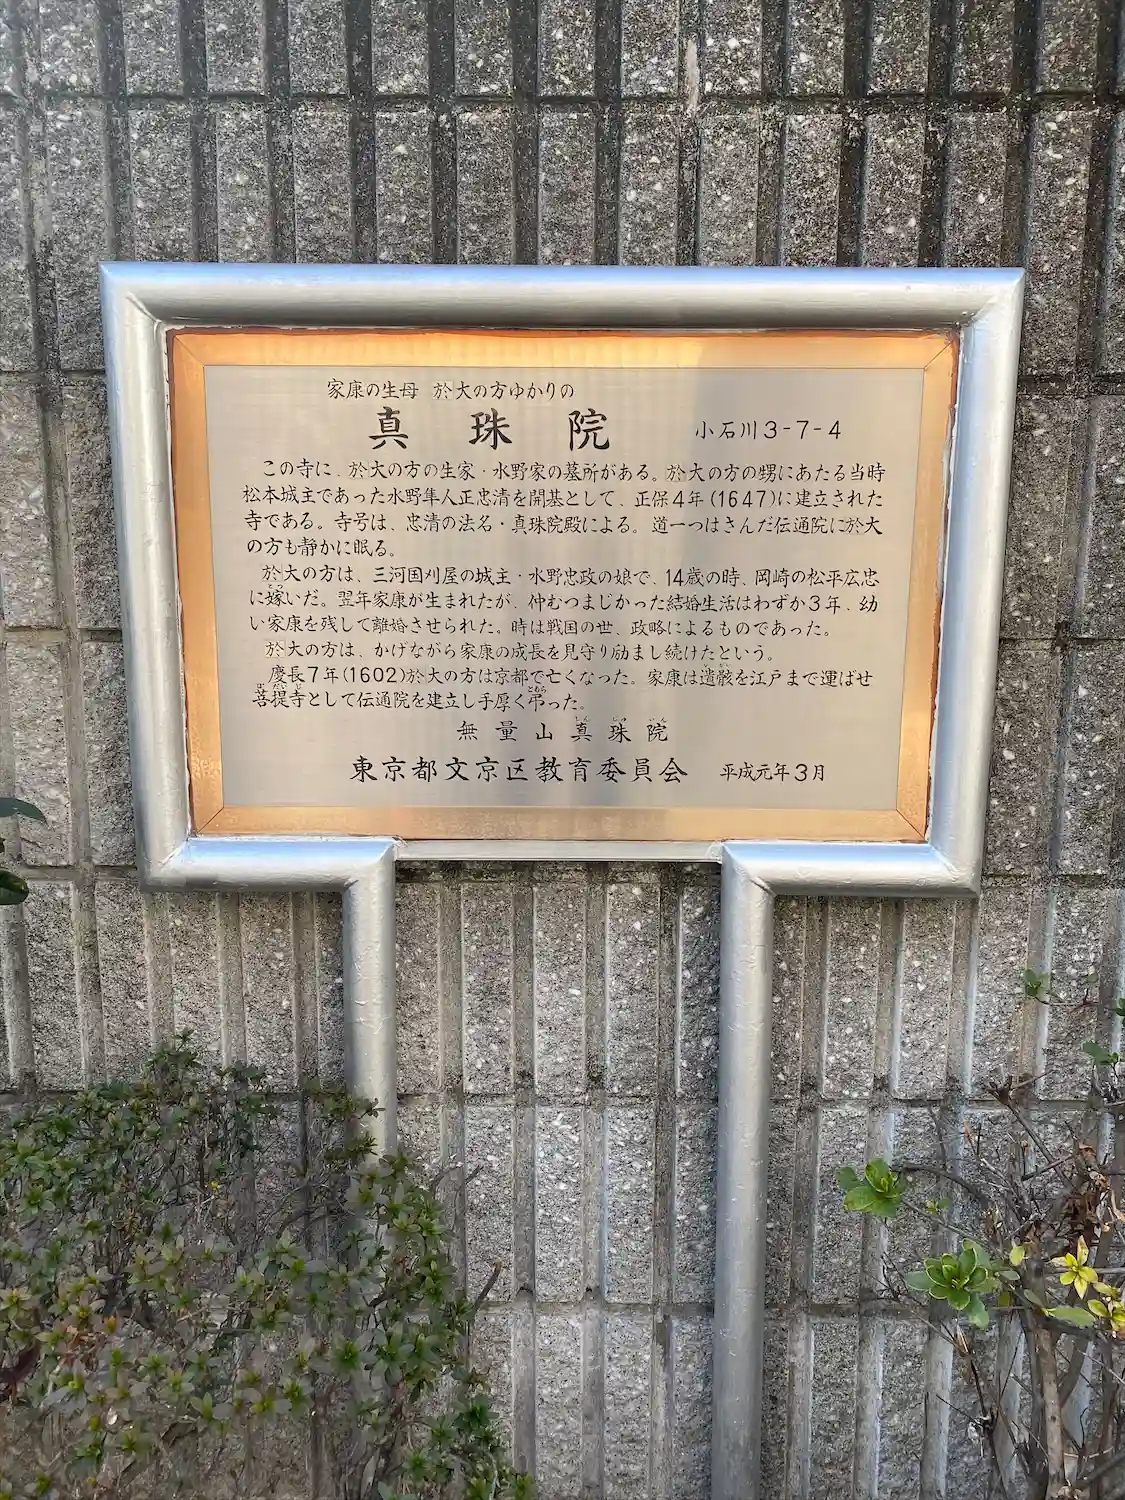 家康の生母 於大の方ゆかりの
真珠院 小石川3-7-4
この寺に、於大の方の生家・水野家の墓所がある。於大の方の甥にあたる当時
松本城主であった水野隼人正忠清を開基として、正保4年(1647)に建立された
寺である。寺号は、忠清の法名・真珠院殿による。道一つはさんだ伝通院に於大
の方も静かに眠る。
於大の方は、三河国刈屋の城主・水野忠政の娘で、14歳の時、岡崎の松平広忠
に嫁いだ。翌年家康が生まれたが、仲むつまじかった結婚生活はわずか3年、幼
い家康を残して離婚させられた。時は戦国の世、政略によるものであった。
於大の方は、かげながら家康の成長を見守り励まし続けたという。
慶長7年(1602)於大の方は京都で亡くなった。家康は遺骸を江戸まで運ばせ
菩提寺として伝通院を建立し手厚く弔った。
無量山真珠院
東京都文京区教育委員会 平成元年3月